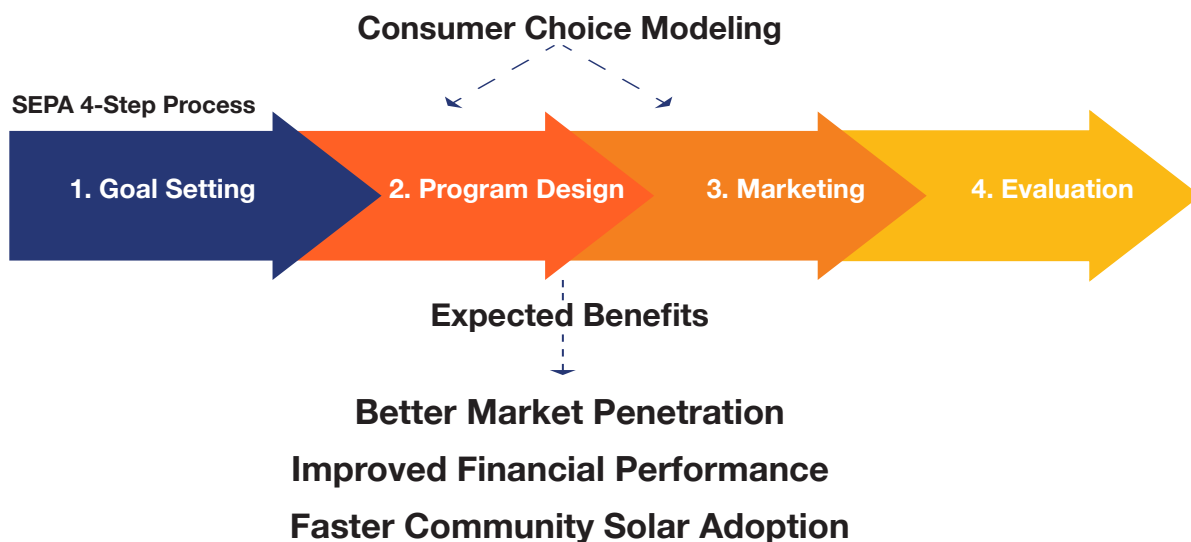 Consumer Choice Modeling
SEPA 4-Step Process
1. Goal Setting
2. Program Design
3. Marketing
4. Evaluation
Expected Benefits
Better Market Penetration
Improved Financial Performance
Faster Community Solar Adoption